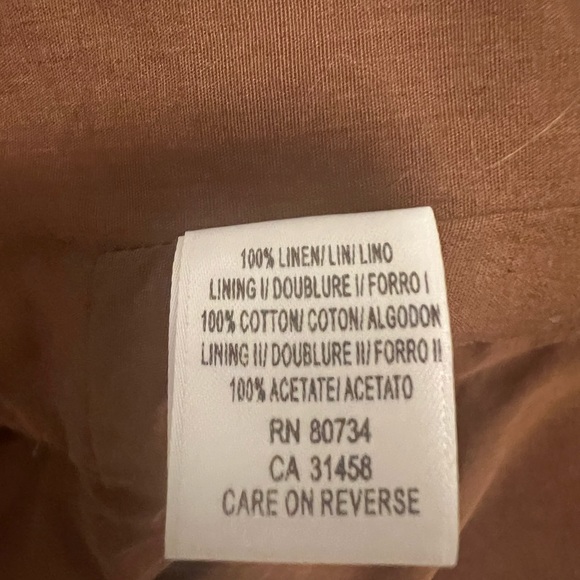 100% LINEN/ LIN/ LINO
LINING I/ DOUBLURE I/ FORRO I
100% COTTON/ COTON/ ALGODON
LINING II/ DOUBLURE II/ FORRO II
100% ACETATE/ ACETATO
RN 80734
CA 31458
CARE ON REVERSE